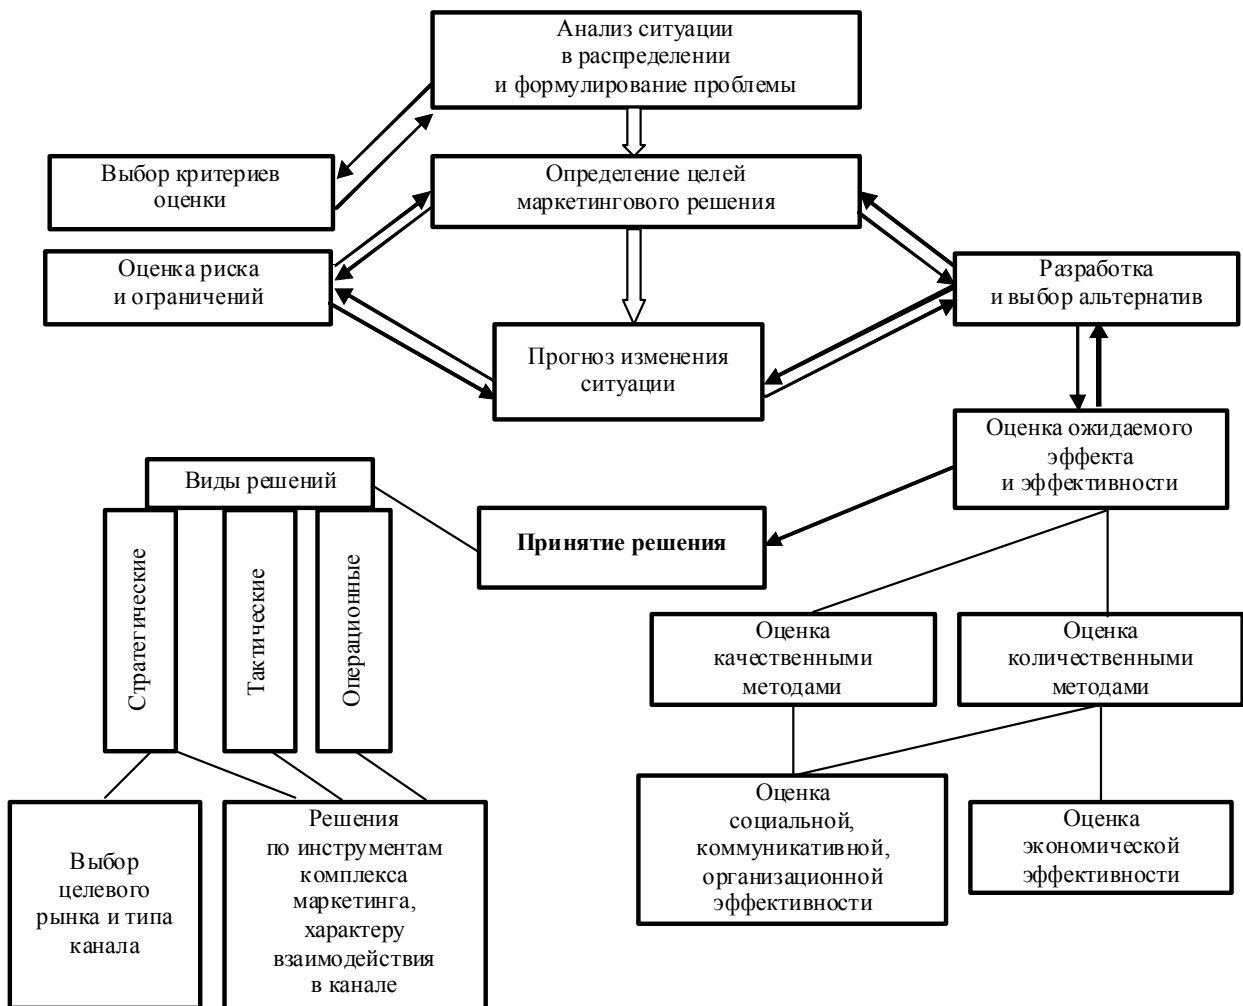 Анализ ситуации
в распределении
и формулирование проблемы
Выбор критериев
оценки
Определение целей
маркетингового решения
Оценка риска
и ограничений
Разработка
и выбор альтернатив
Прогноз изменения
ситуации
Оценка ожидаемого
эффекта
и эффективности
Виды решений
Принятие решения
Стратегические
Тактические
Операционные
Оценка
качественными
методами
Оценка
количественными
методами
Выбор
целевого
рынка и типа
канала
Решения
по инструментам
комплекса
маркетинга,
характеру
взаимодействия
в канале
Оценка
социальной,
коммуникативной,
организационной
эффективности
Оценка
экономической
эффективности